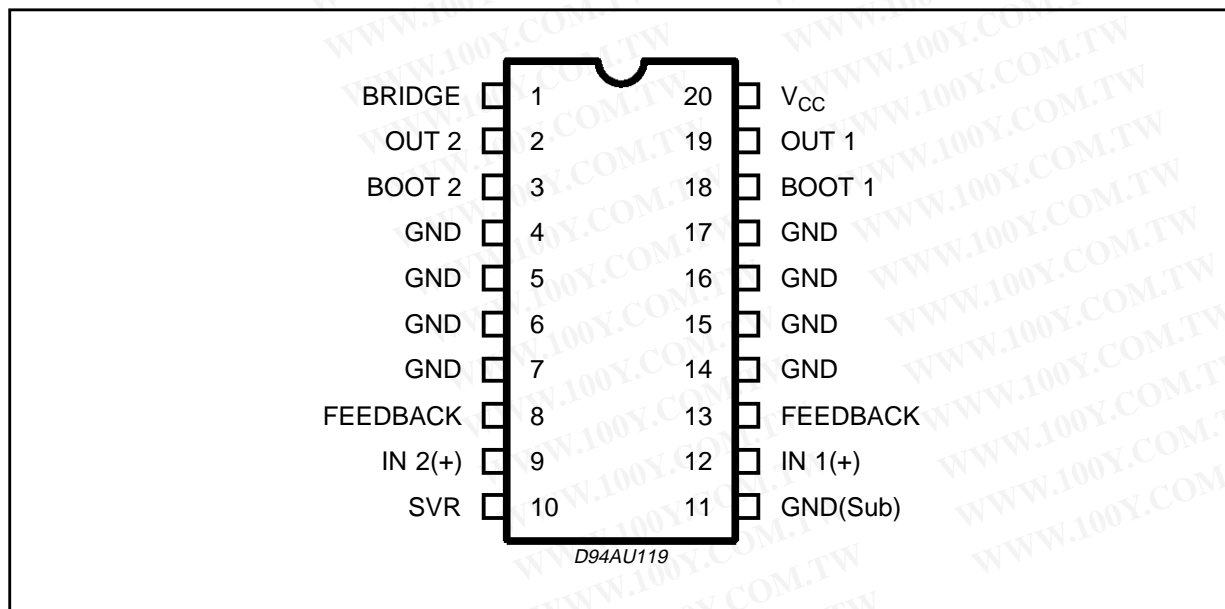 BRIDGE 1 20 VCC
OUT 2 2 19 OUT 1
BOOT 2 3 18 BOOT 1
GND 4 17 GND
GND 5 16 GND
GND 6 15 GND
GND 7 14 GND
FEEDBACK 8 13 FEEDBACK
IN 2(+) 9 12 IN 1(+)
SVR 10 11 GND(Sub)
D94AU119
WWW.100Y.COM.TW